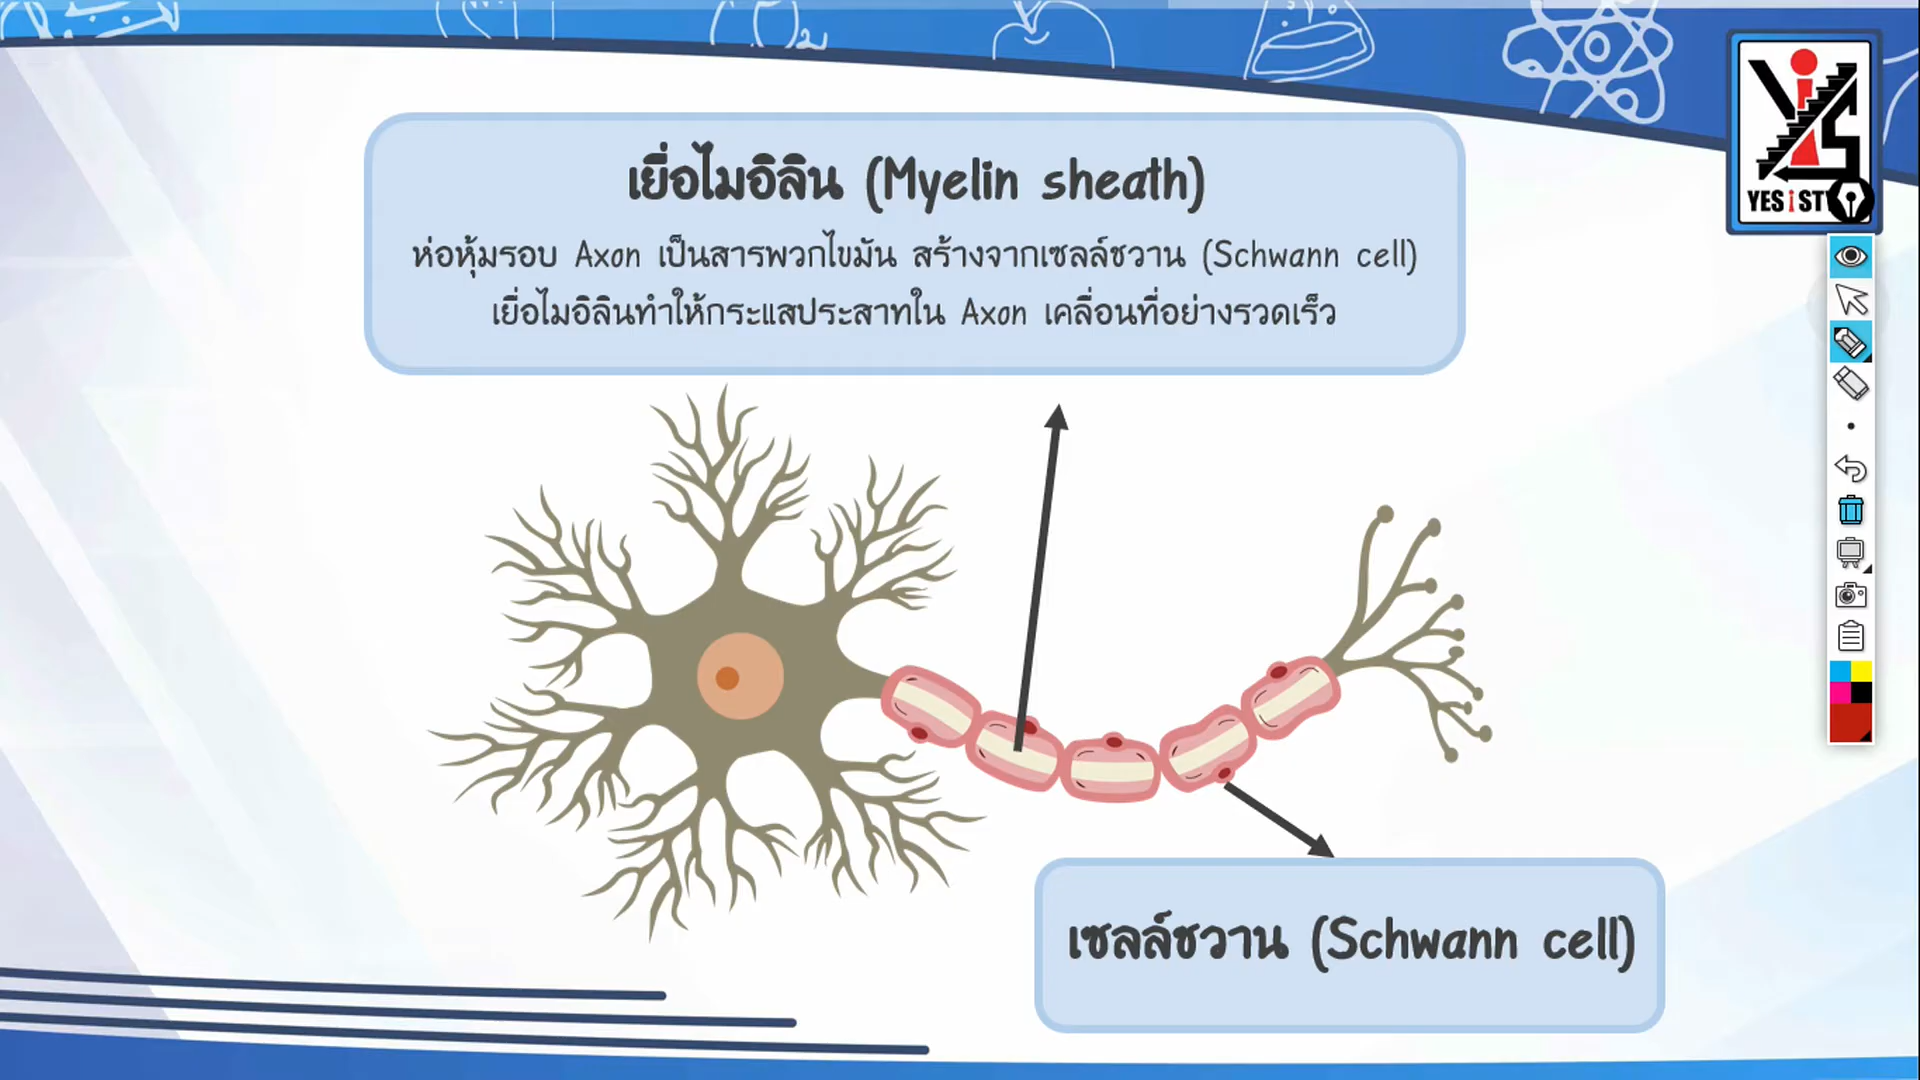 เยื่อไมอิลิน (Myelin sheath)
ห่อหุ้มรอบ Axon เป็นสารพวกไขมัน สร้างจากเซลล์ชวาน (Schwann cell)
เยื่อไมอิลินทำให้กระแสประสาทใน Axon เคลื่อนที่อย่างรวดเร็ว
เซลล์ชวาน (Schwann cell)